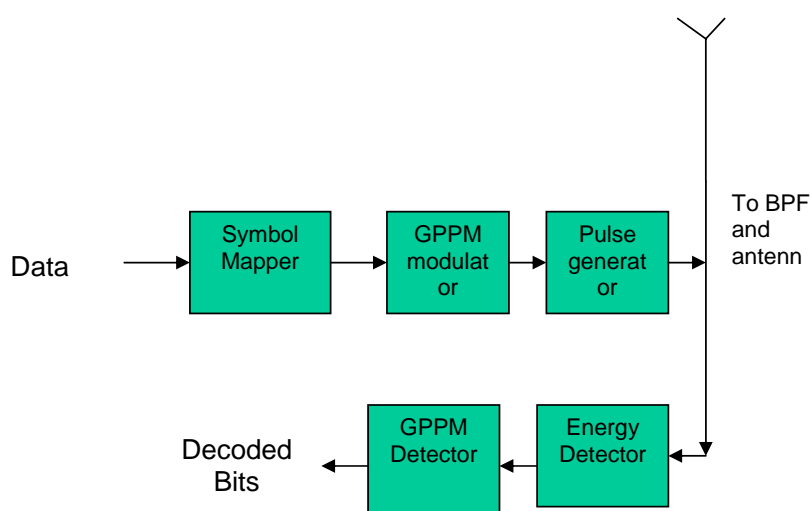 Data
Symbol
Mapper
GPPM
modulat
or
Pulse
generat
or
To BPF
and
antenn
Decoded
Bits
GPPM
Detector
Energy
Detector